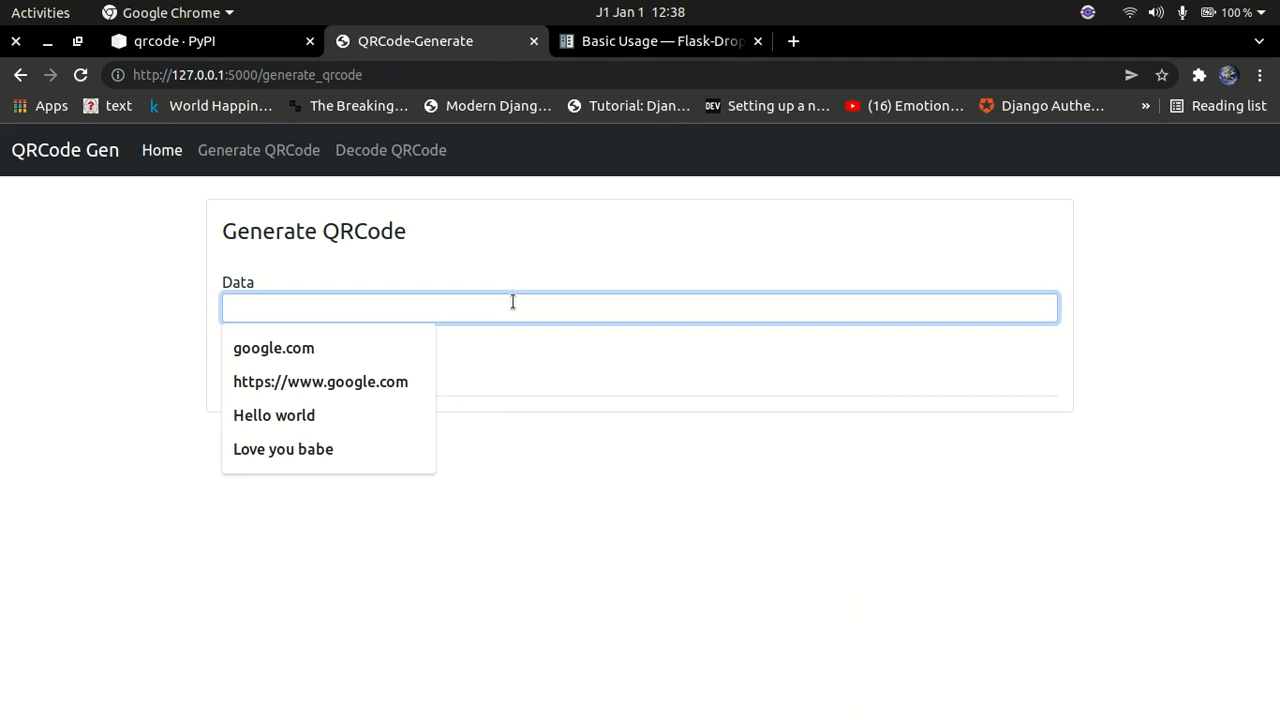 Activities Google Chrome J1 Jan 1 12:38 100 %
qrcode · PyPI QRCode-Generate Basic Usage — Flask-Drop
http://127.0.0.1:5000/generate_qrcode
Apps text World Happin... The Breaking... Modern Djang... Tutorial: Djan... DEV Setting up a n... (16) Emotion... Django Authe... » Reading list
QRCode Gen Home Generate QRCode Decode QRCode
Generate QRCode
Data
google.com
https://www.google.com
Hello world
Love you babe